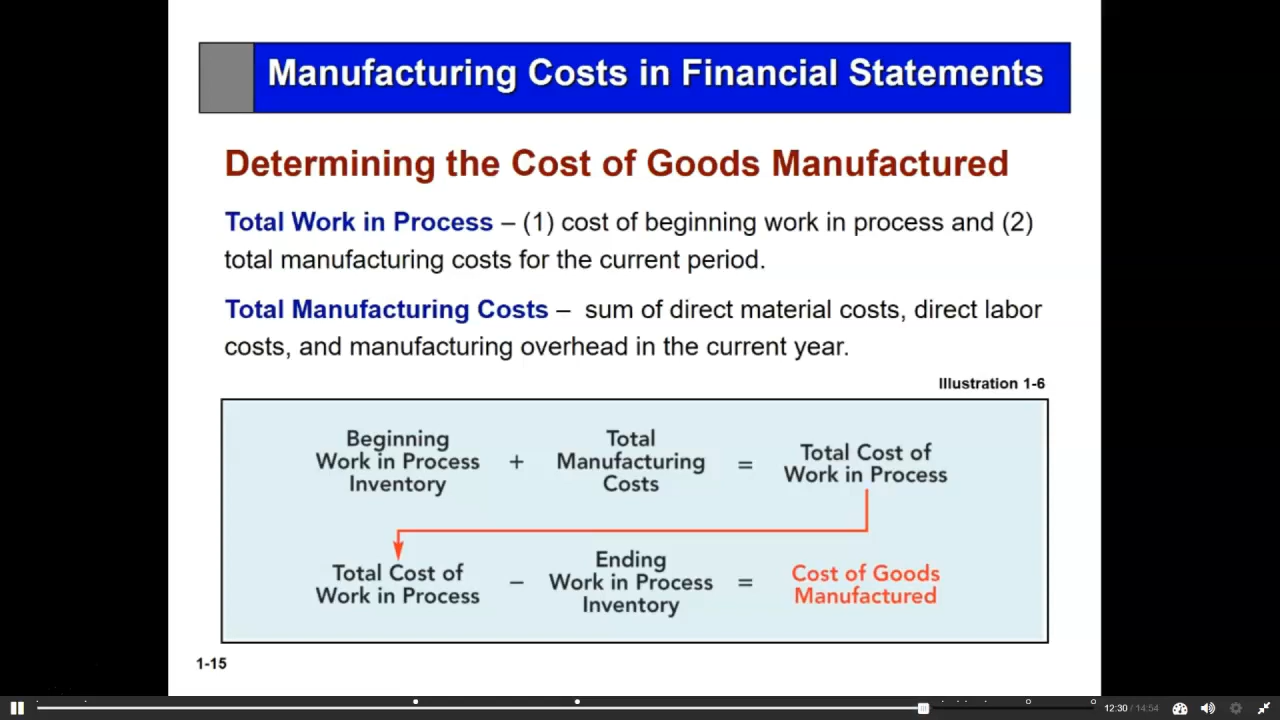 Manufacturing Costs in Financial Statements
Determining the Cost of Goods Manufactured
Total Work in Process – (1) cost of beginning work in process and (2)
total manufacturing costs for the current period.
Total Manufacturing Costs – sum of direct material costs, direct labor
costs, and manufacturing overhead in the current year.
Illustration 1-6
Beginning
Work in Process
Inventory
+
Total
Manufacturing
Costs
=
Total Cost of
Work in Process
Total Cost of
Work in Process
–
Ending
Work in Process
Inventory
=
Cost of Goods
Manufactured
1-15
12:30 / 14:54